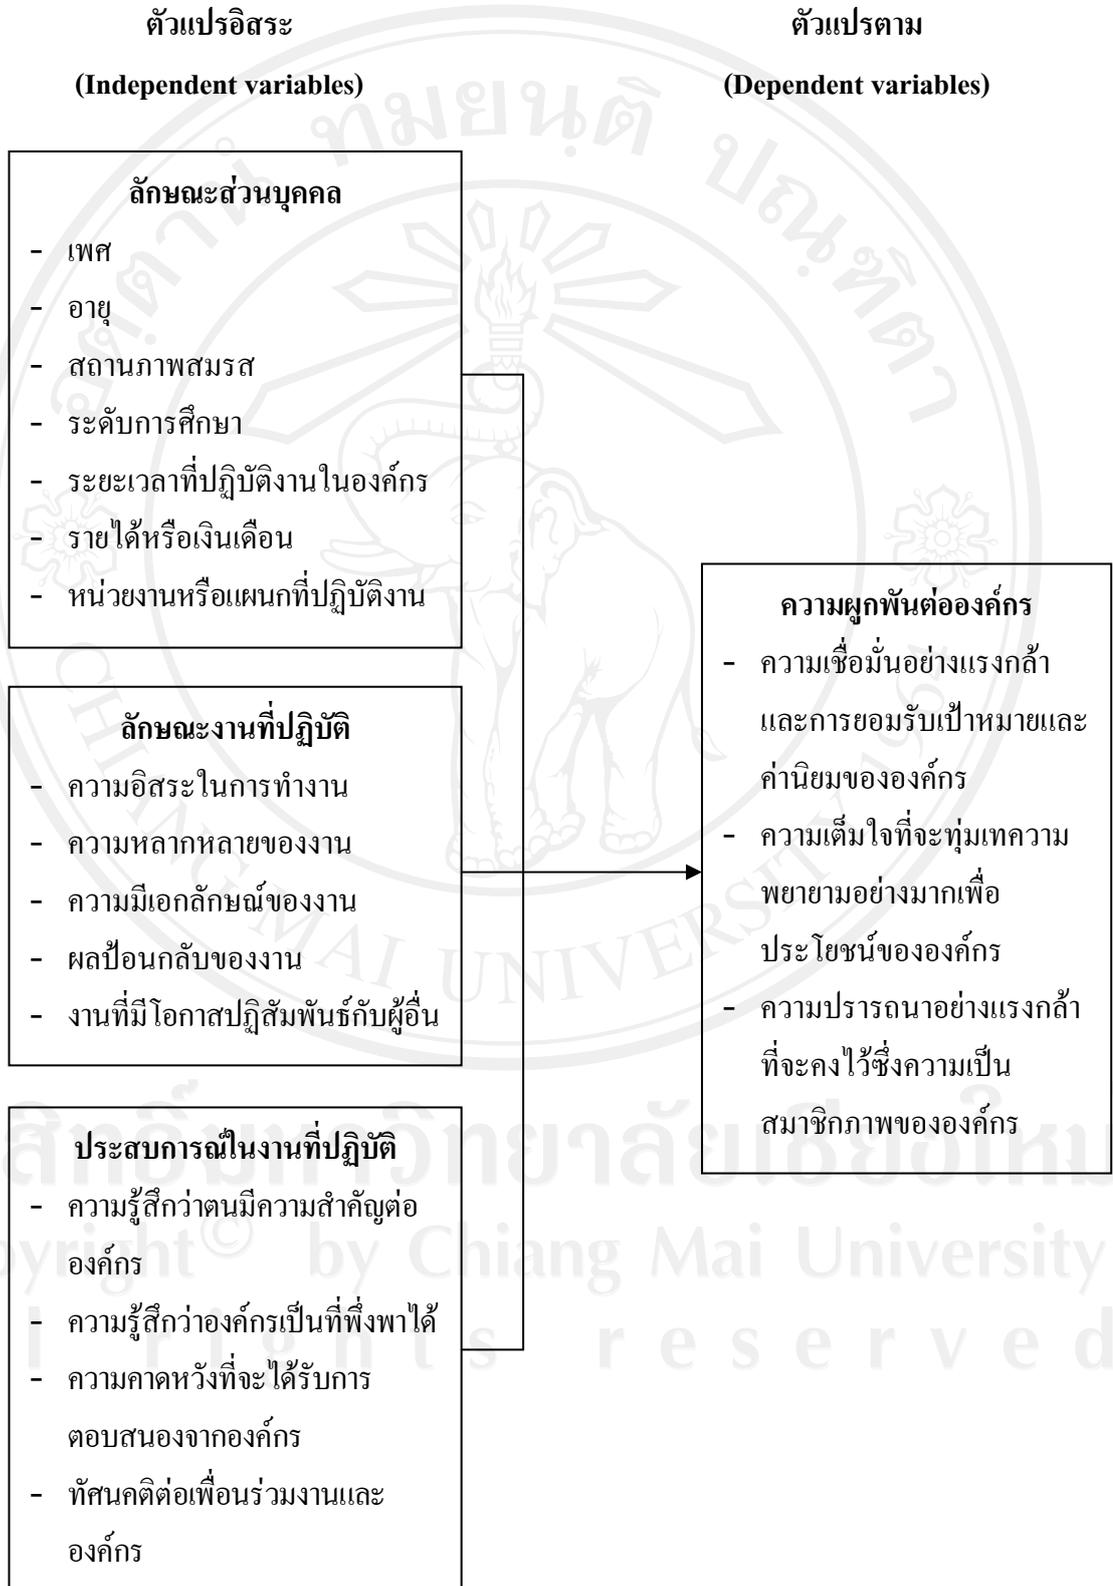 ตัวแปรอิสระ
(Independent variables)
ตัวแปรตาม
(Dependent variables)
ลักษณะส่วนบุคคล
- เพศ
- อายุ
- สถานภาพสมรส
- ระดับการศึกษา
- ระยะเวลาที่ปฏิบัติงานในองค์กร
- รายได้หรือเงินเดือน
- หน่วยงานหรือแผนกที่ปฏิบัติงาน
ลักษณะงานที่ปฏิบัติ
- ความอิสระในการทำงาน
- ความหลากหลายของงาน
- ความมีเอกลักษณ์ของงาน
- ผลป้อนกลับของงาน
- งานที่มีโอกาสปฏิสัมพันธ์กับผู้อื่น
ประสบการณ์ในงานที่ปฏิบัติ
- ความรู้สึกว่าตนมีความสำคัญต่อ
องค์กร
- ความรู้สึกว่าองค์กรเป็นที่พึ่งพาได้
- ความคาดหวังที่จะได้รับการ
ตอบสนองจากองค์กร
- ทัศนคติต่อเพื่อนร่วมงานและ
องค์กร
ความผูกพันต่อองค์กร
- ความเชื่อมั่นอย่างแรงกล้า
และการยอมรับเป้าหมายและ
ค่านิยมขององค์กร
- ความเต็มใจที่จะทุ่มเทความ
พยายามอย่างมากเพื่อ
ประโยชน์ขององค์กร
- ความปรารถนาอย่างแรงกล้า
ที่จะคงไว้ซึ่งความเป็น
สมาชิกภาพขององค์กร
อตฺตานํ ทมยนฺติ ปณฺฑิตา
CHIANG MAI UNIVERSITY 1964
by Chiang Mai University
rights reserved